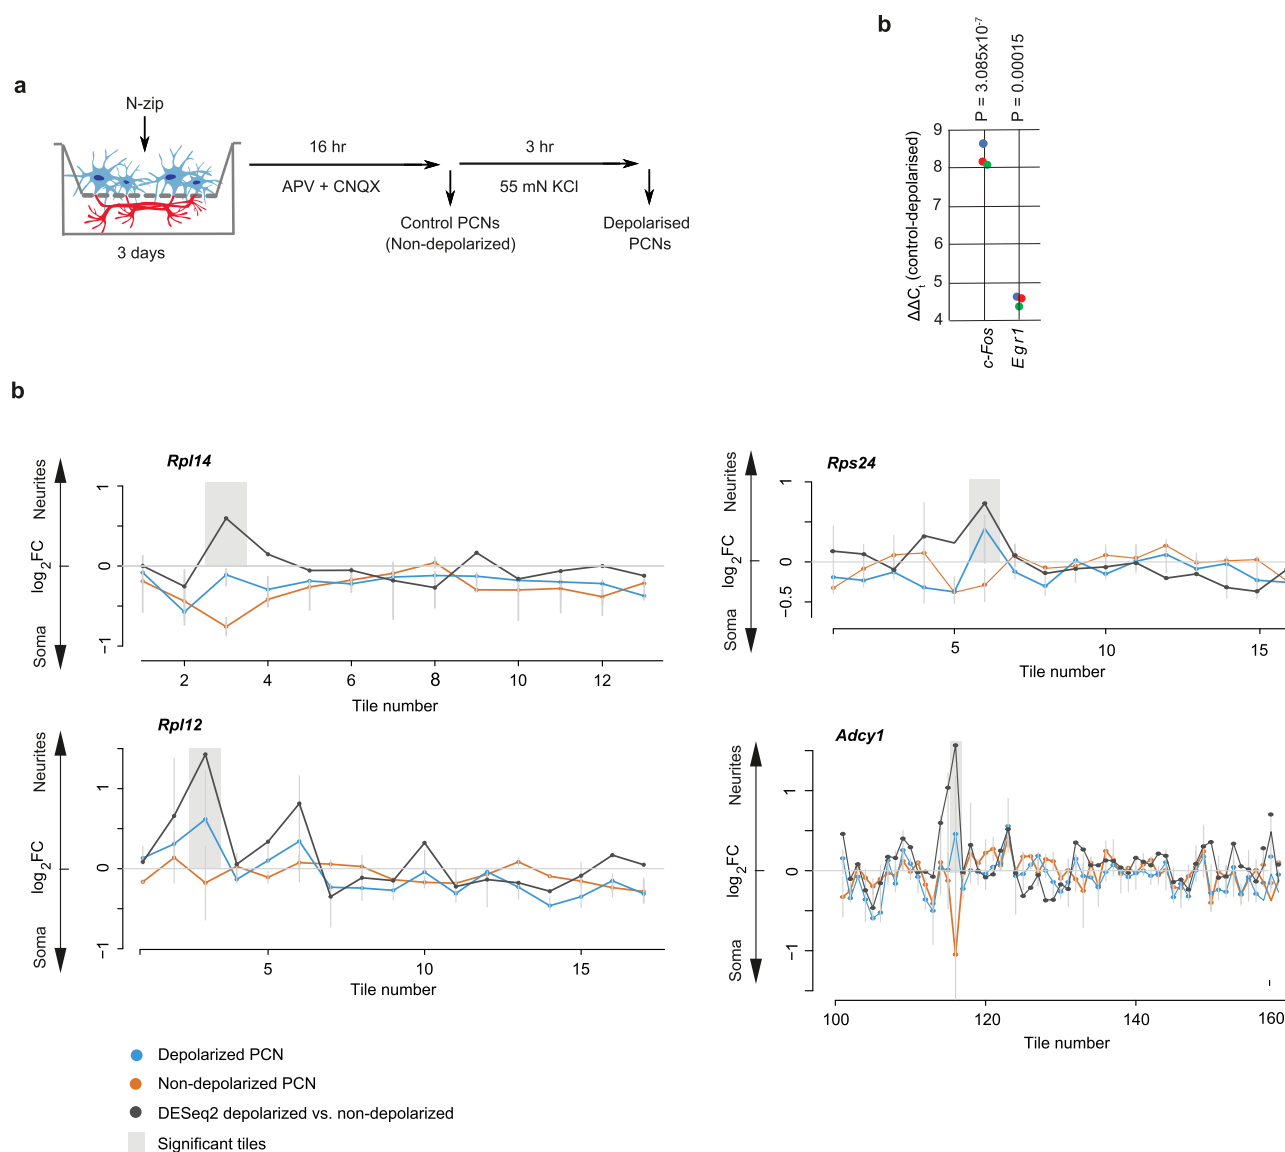 a
N-zip
16 hr
APV + CNQX
3 hr
55 mN KCl
Control PCNs
(Non-depolarized)
Depolarised
PCNs
3 days
b
P = 3.085x10-7
P = 0.00015
ΔΔCt (control-depolarised)
9
8
7
6
5
4
c-Fos
Egr1
b
Rpl14
Neurites
log2FC
Soma
1
0
−1
2
4
6
8
10
12
Tile number
Rps24
Neurites
log2FC
Soma
1
0
−0.5
5
10
15
Tile number
Rpl12
Neurites
log2FC
Soma
1
0
−1
5
10
15
Tile number
Adcy1
Neurites
log2FC
Soma
1
0
−1
100
120
140
160
Tile number
Depolarized PCN
Non-depolarized PCN
DESeq2 depolarized vs. non-depolarized
Significant tiles